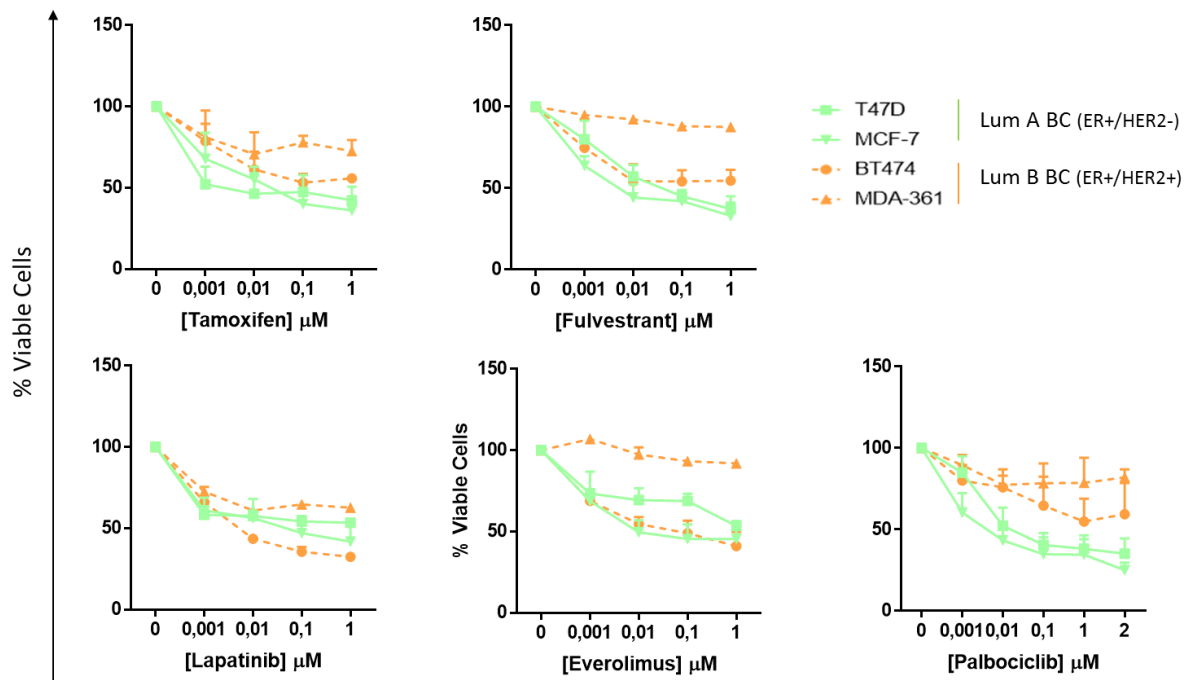 % Viable Cells
150
100
50
0
0 0,001 0,01 0,1 1
[Tamoxifen] μM
150
100
50
0
0 0,001 0,01 0,1 1
[Fulvestrant] μM
T47D
MCF-7
BT474
MDA-361
Lum A BC (ER+/HER2-)
Lum B BC (ER+/HER2+)
150
100
50
0
0 0,001 0,01 0,1 1
[Lapatinib] μM
% Viable Cells
150
100
50
0
0 0,001 0,01 0,1 1
[Everolimus] μM
150
100
50
0
0 0,001 0,01 0,1 1 2
[Palbociclib] μM